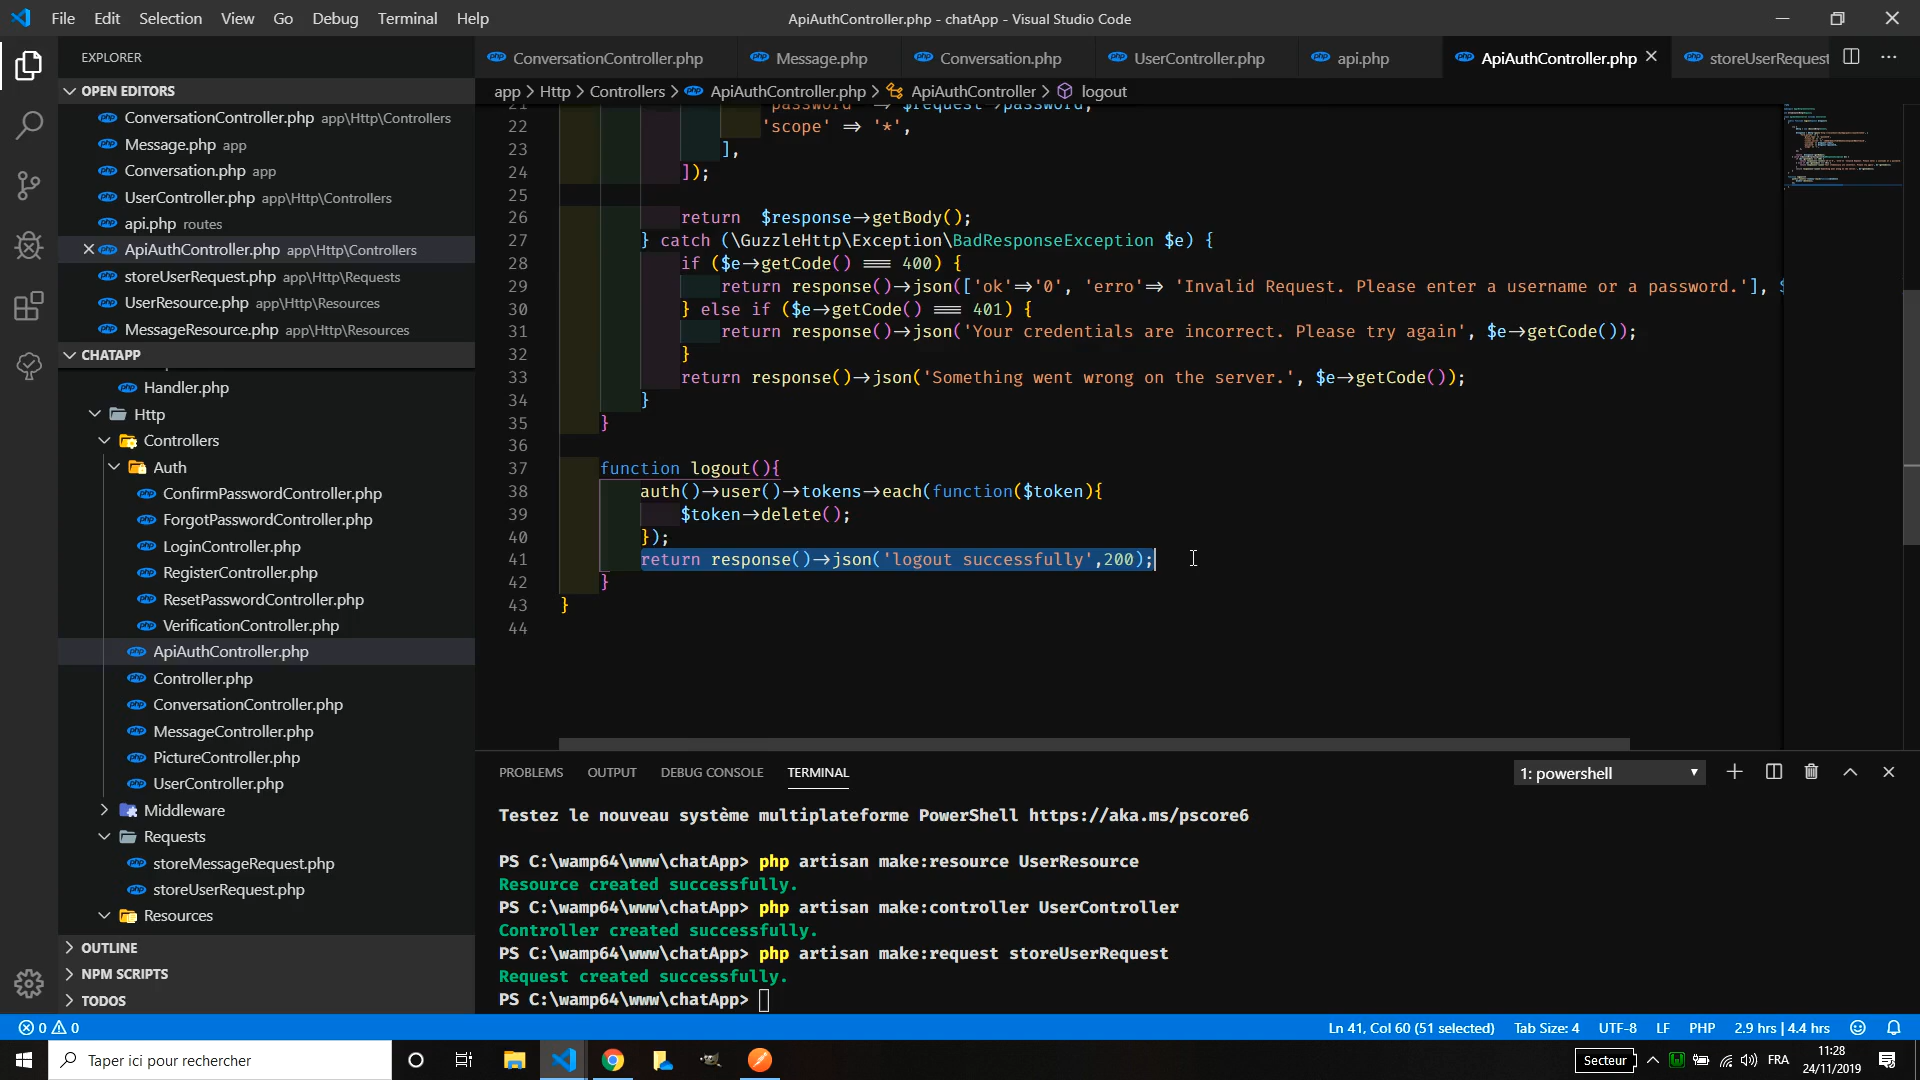 File Edit Selection View Go Debug Terminal Help
ApiAuthController.php - chatApp - Visual Studio Code
EXPLORER
OPEN EDITORS
ConversationController.php app\Http\Controllers
Message.php app
Conversation.php app
UserController.php app\Http\Controllers
api.php routes
ApiAuthController.php app\Http\Controllers
storeUserRequest.php app\Http\Requests
UserResource.php app\Http\Resources
MessageResource.php app\Http\Resources
CHATAPP
Handler.php
Http
Controllers
Auth
ConfirmPasswordController.php
ForgotPasswordController.php
LoginController.php
RegisterController.php
ResetPasswordController.php
VerificationController.php
ApiAuthController.php
Controller.php
ConversationController.php
MessageController.php
PictureController.php
UserController.php
Middleware
Requests
storeMessageRequest.php
storeUserRequest.php
Resources
OUTLINE
NPM SCRIPTS
TODOS
ConversationController.php Message.php Conversation.php UserController.php api.php ApiAuthController.php storeUserRequest
app > Http > Controllers > ApiAuthController.php > ApiAuthController > logout
21 'password' => $request→password,
22 'scope' => '*',
23 ],
24 ]);
25
26 return $response→getBody();
27 } catch (\GuzzleHttp\Exception\BadResponseException $e) {
28 if ($e→getCode() === 400) {
29 return response()→json(['ok'=>'0', 'erro'=> 'Invalid Request. Please enter a username or a password.'], $
30 } else if ($e→getCode() === 401) {
31 return response()→json('Your credentials are incorrect. Please try again', $e→getCode());
32 }
33 return response()→json('Something went wrong on the server.', $e→getCode());
34 }
35 }
36
37 function logout(){
38 auth()→user()→tokens→each(function($token){
39 $token→delete();
40 });
41 return response()→json('logout successfully',200);
42 }
43 }
44
PROBLEMS OUTPUT DEBUG CONSOLE TERMINAL 1: powershell
Testez le nouveau système multiplateforme PowerShell https://aka.ms/pscore6
PS C:\wamp64\www\chatApp> php artisan make:resource UserResource
Resource created successfully.
PS C:\wamp64\www\chatApp> php artisan make:controller UserController
Controller created successfully.
PS C:\wamp64\www\chatApp> php artisan make:request storeUserRequest
Request created successfully.
PS C:\wamp64\www\chatApp>
0 0 Ln 41, Col 60 (51 selected) Tab Size: 4 UTF-8 LF PHP 2.9 hrs | 4.4 hrs
Taper ici pour rechercher
Secteur
FRA
11:28
24/11/2019